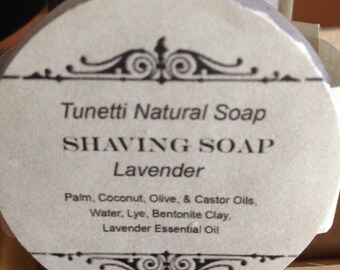 Tunetti Natural Soap
SHAVING SOAP
Lavender
Palm, Coconut, Olive, & Castor Oils,
Water, Lye, Bentonite Clay,
Lavender Essential Oil